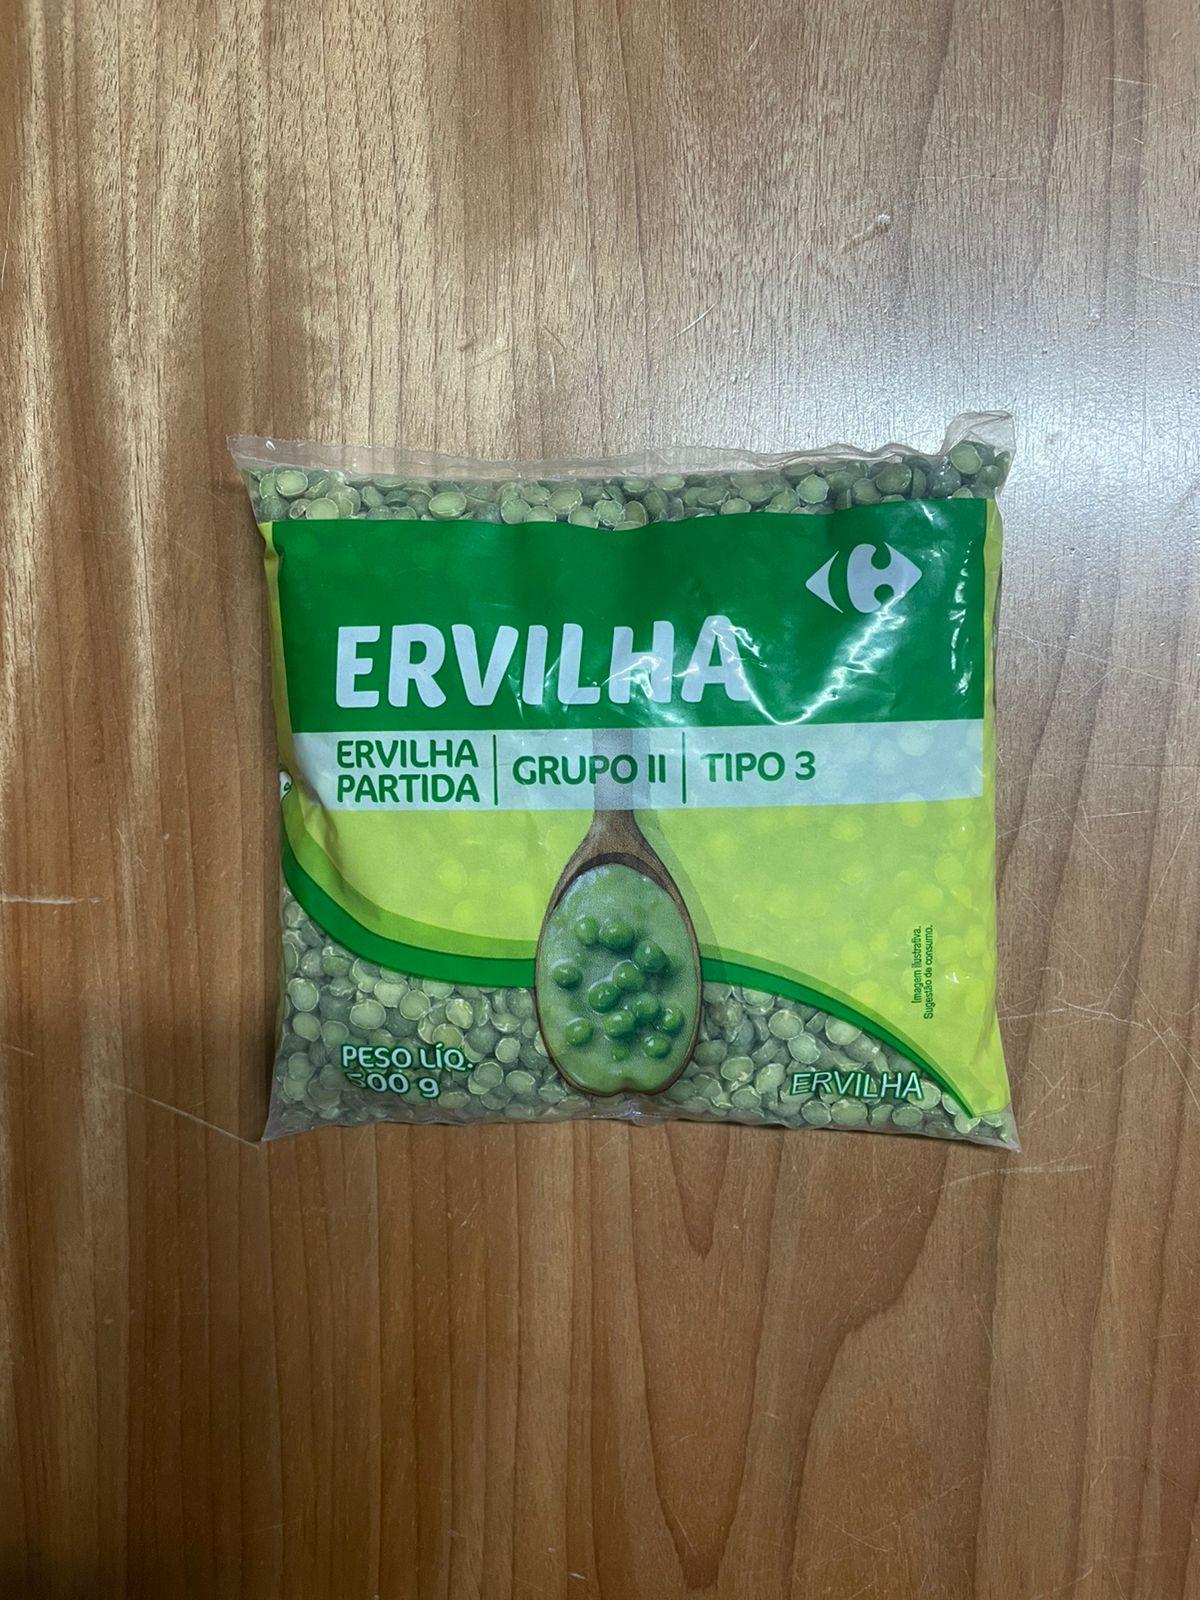 ERVILHA
ERVILHA
PARTIDA
GRUPO II
TIPO 3
Imagem ilustrativa.
Sugestão de consumo.
PESO LÍQ.
500 g
ERVILHA